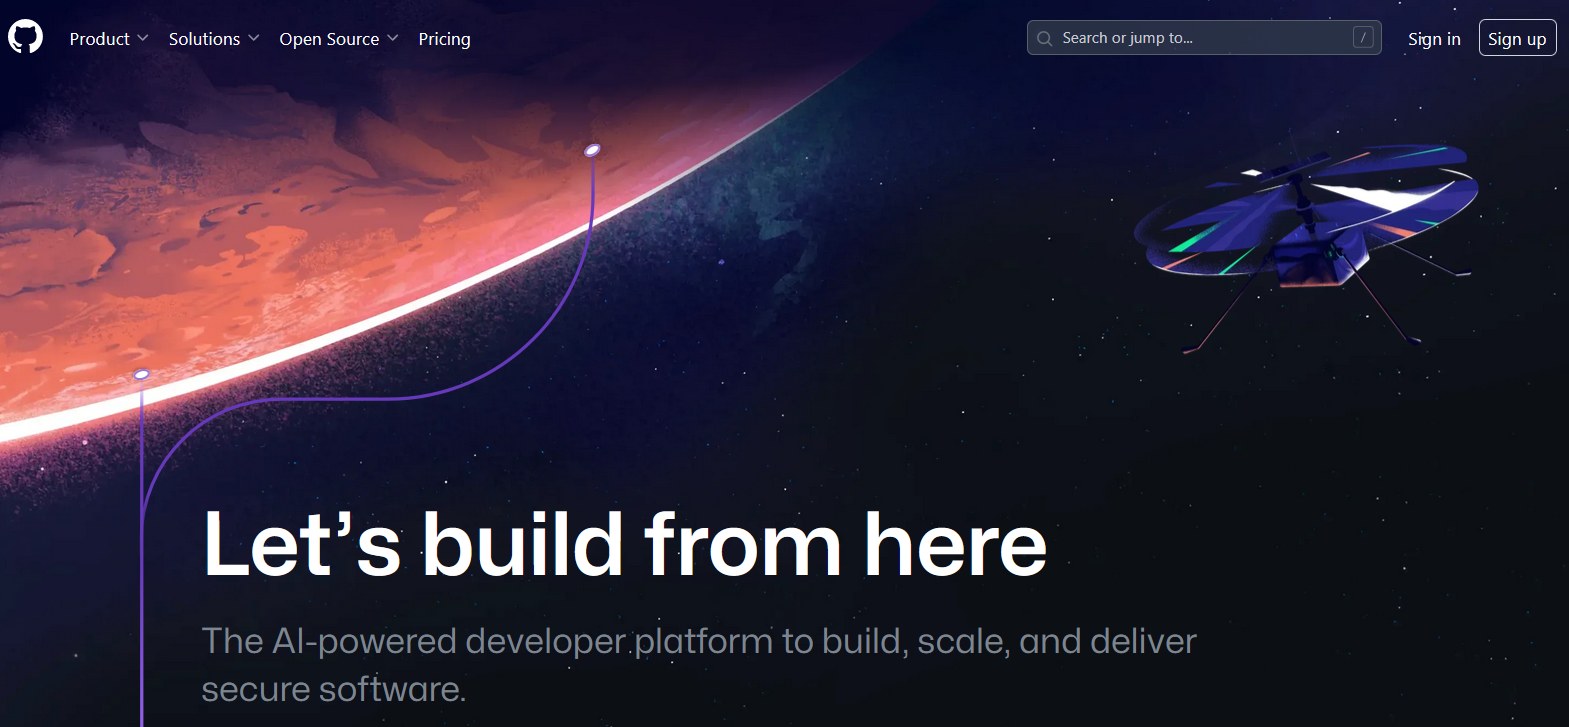 Product Solutions Open Source Pricing Search or jump to... / Sign in Sign up
Let’s build from here
The AI-powered developer platform to build, scale, and deliver
secure software.